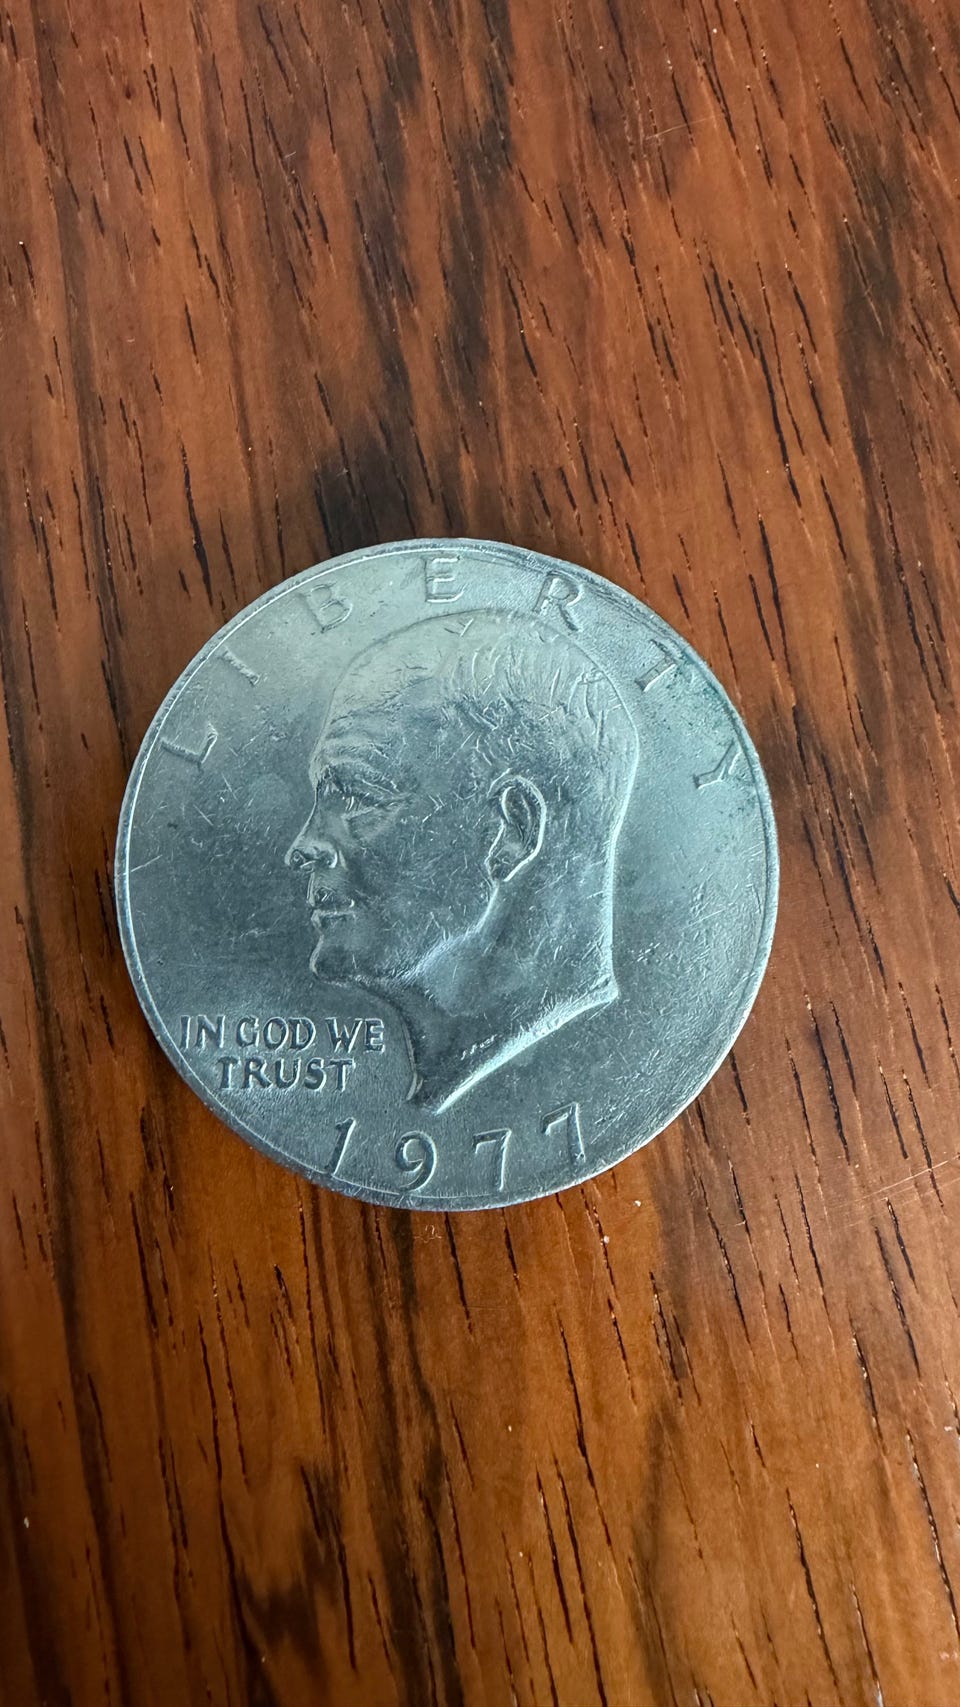 LIBERTY
IN GOD WE
TRUST
1977